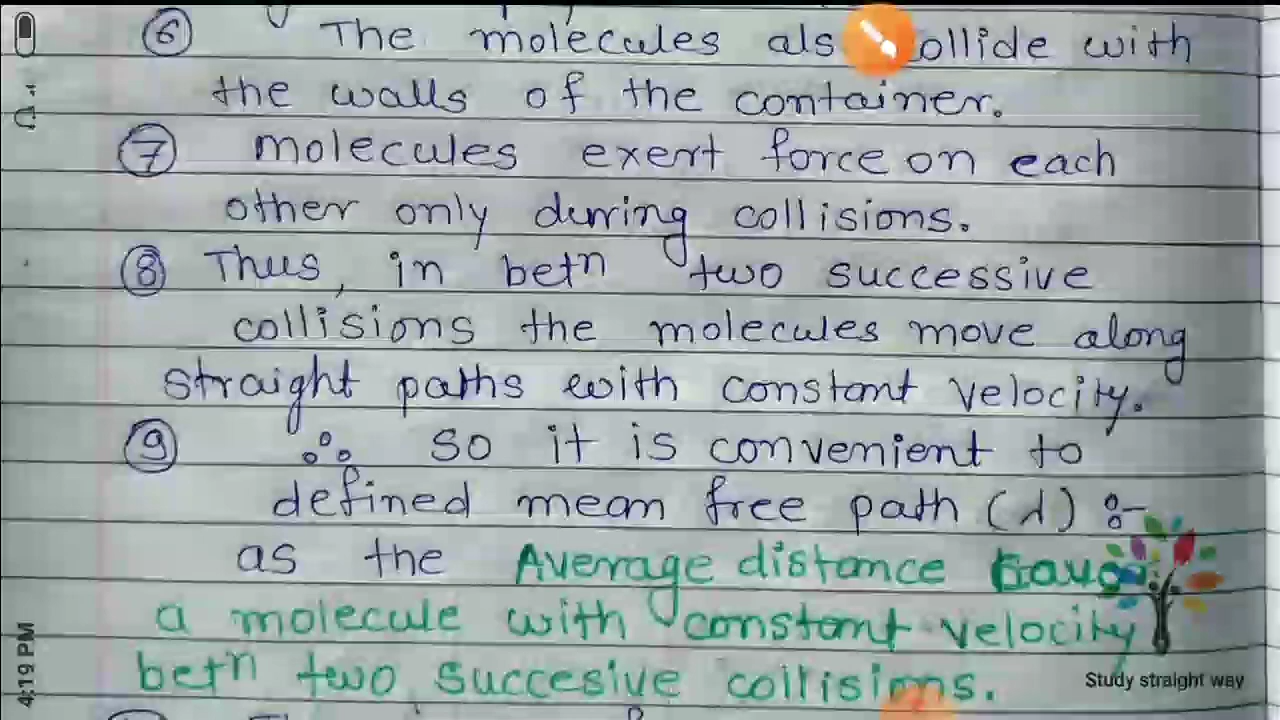 ⑥ The molecules als ollide with
the walls of the container.
⑦ molecules exert force on each
other only during collisions.
⑧ Thus, in betn two successive
collisions the molecules move along
straight paths with constant velocity.
⑨ ∴ so it is convenient to
defined mean free path (λ) :-
as the Average distance
a molecule with constant velocity
betn two succesive collisions.
Study straight way
4:19 PM